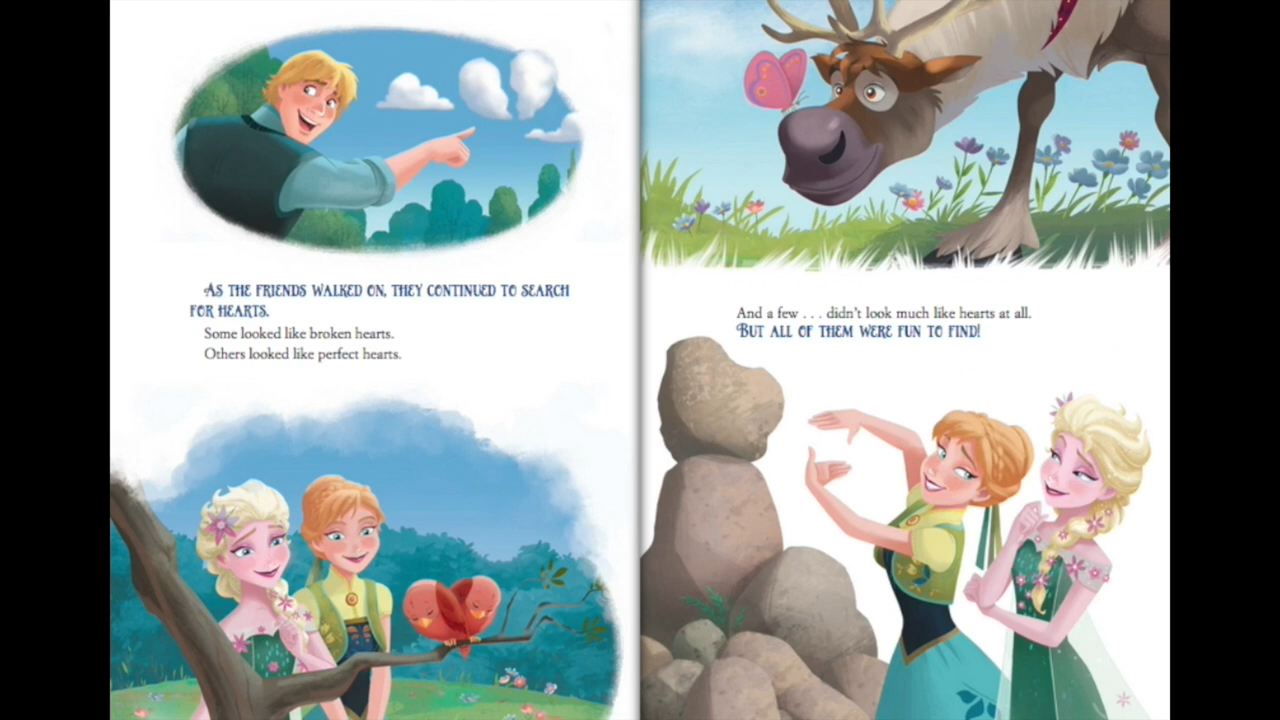 AS THE FRIENDS WALKED ON, THEY CONTINUED TO SEARCH
FOR HEARTS.
Some looked like broken hearts.
Others looked like perfect hearts.
And a few . . . didn't look much like hearts at all.
BUT ALL OF THEM WERE FUN TO FIND!